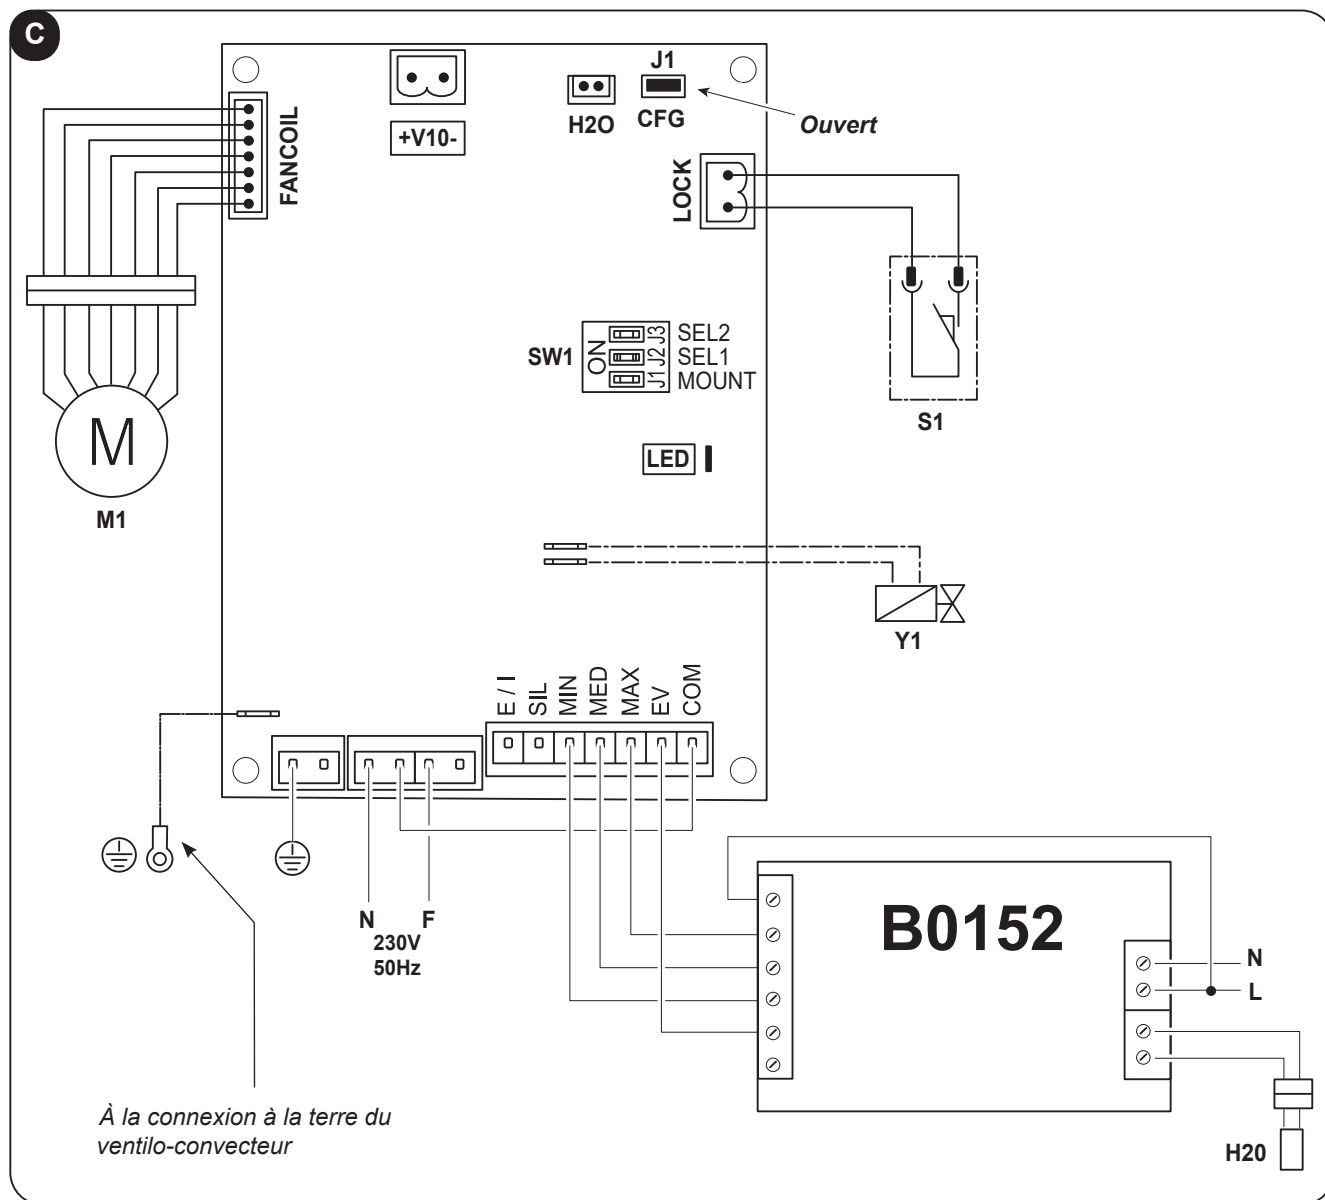 C
J1
+V10-
H2O
CFG
Ouvert
FANCOIL
LOCK
SW1
ON
J3
SEL2
J2
SEL1
J1
MOUNT
S1
M
M1
LED
Y1
E / I
SIL
MIN
MED
MAX
EV
COM
N
F
230V
50Hz
B0152
N
L
À la connexion à la terre du
ventilo-convecteur
H20